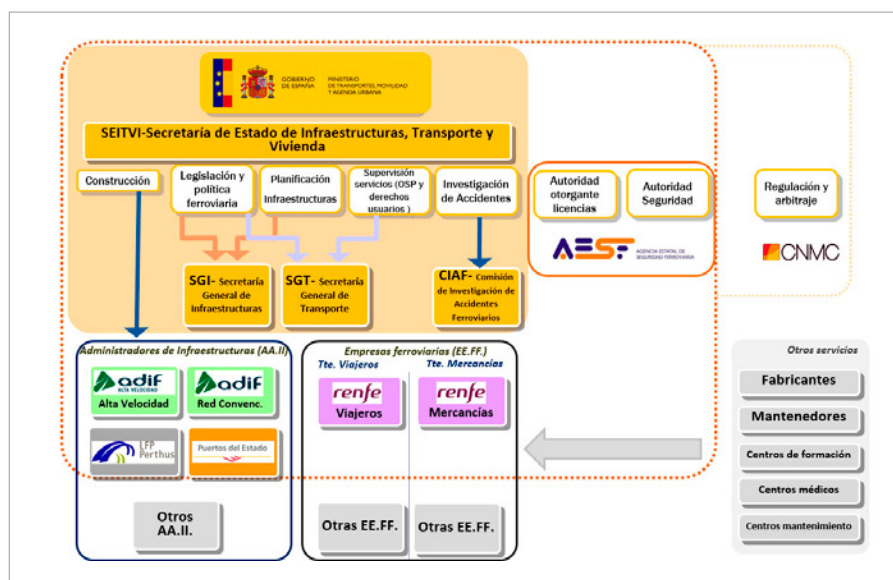 GOBIERNO
DE ESPAÑA
MINISTERIO
DE TRANSPORTES, MOVILIDAD
Y AGENDA URBANA
SEITVI-Secretaría de Estado de Infraestructuras, Transporte y
Vivienda
Construcción
Legislación y
política
ferroviaria
Planificación
Infraestructuras
Supervisión
servicios (OSP y
derechos
usuarios )
Investigación
de Accidentes
Autoridad
otorgante
licencias
Autoridad
Seguridad
Regulación y
arbitraje
AESF
AGENCIA ESTATAL DE
SEGURIDAD FERROVIARIA
CNMC
SGI- Secretaría
General de
Infraestructuras
SGT- Secretaría
General de
Transporte
CIAF- Comisión
de Investigación de
Accidentes
Ferroviarios
Administradores de Infraestructuras (AA.II)
adif
ALTA VELOCIDAD
Alta Velocidad
adif
Red Convenc.
LFP
Perthus
Puertos del Estado
Otros
AA.II.
Empresas ferroviarias (EE.FF.)
Tte. Viajeros
Tte. Mercancías
renfe
Viajeros
renfe
Mercancías
Otras EE.FF.
Otras EE.FF.
Otros servicios
Fabricantes
Mantenedores
Centros de formación
Centros médicos
Centros mantenimiento